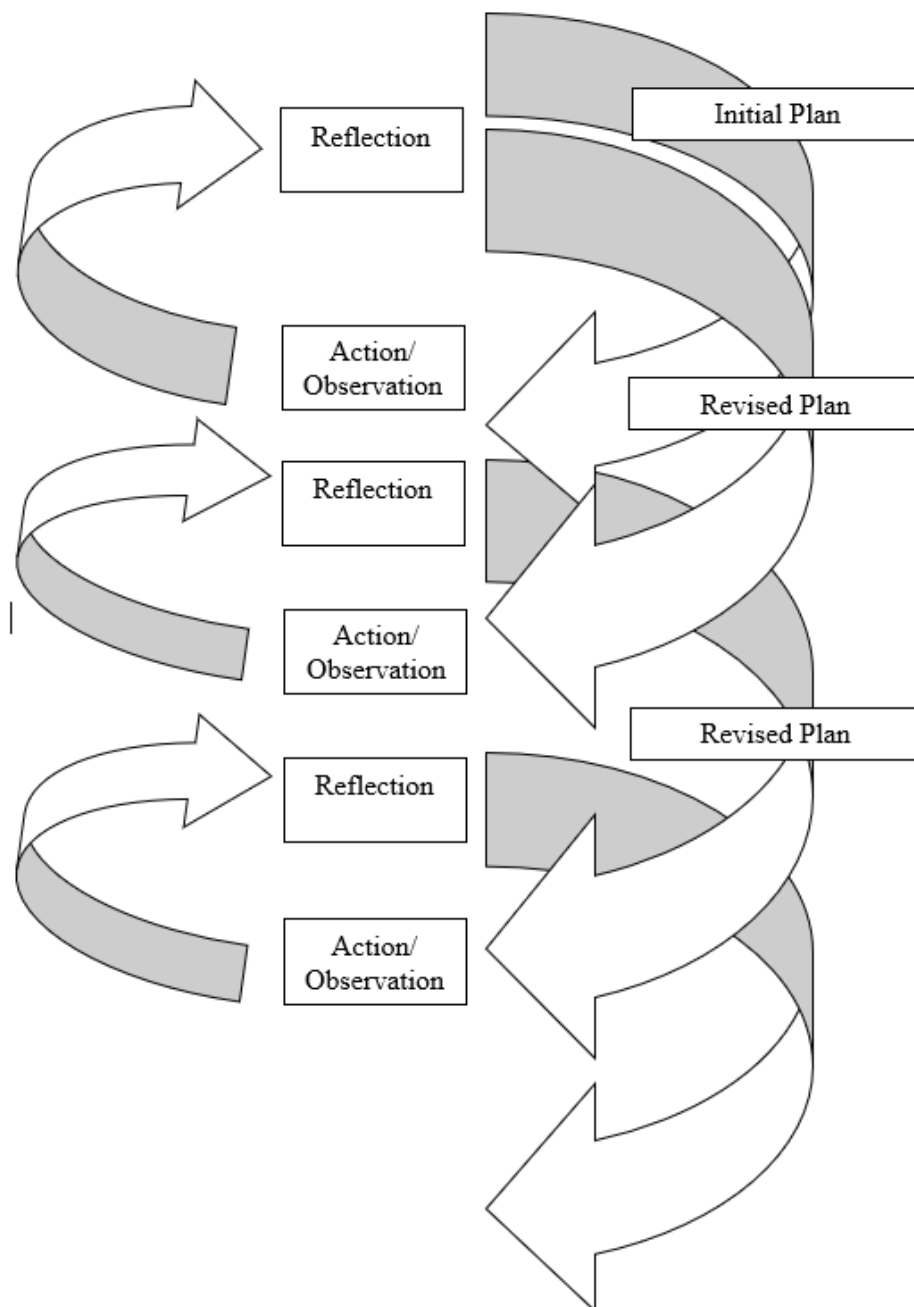 Reflection
Initial Plan
Action/
Observation
Revised Plan
Reflection
Action/
Observation
Revised Plan
Reflection
Action/
Observation